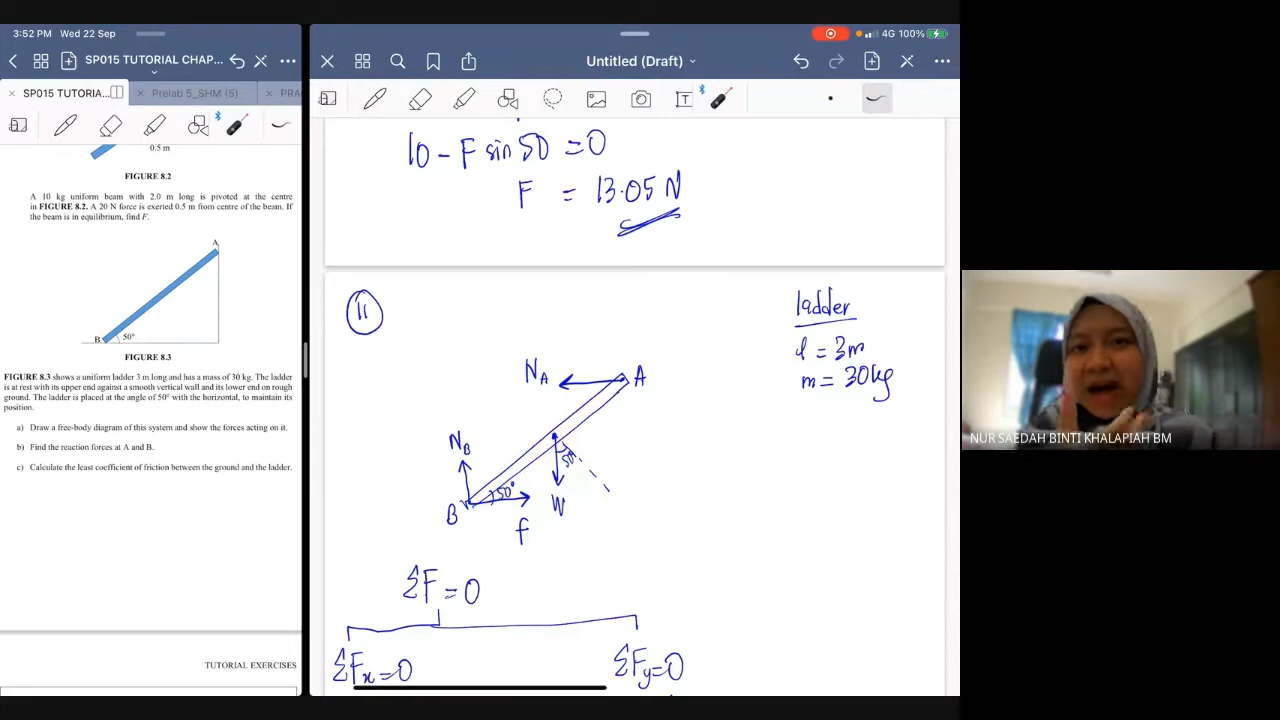 3:52 PM Wed 22 Sep
4G 100%
SP015 TUTORIAL CHAP...
Untitled (Draft)
SP015 TUTORIA...
Prelab 5_SHM (5)
PRA
0.5 m
FIGURE 8.2
A 10 kg uniform beam with 2.0 m long is pivoted at the centre
in FIGURE 8.2. A 20 N force is exerted 0.5 m from centre of the beam. If
the beam is in equilibrium, find F.
A
B
50°
FIGURE 8.3
FIGURE 8.3 shows a uniform ladder 3 m long and has a mass of 30 kg. The ladder
is at rest with its upper end against a smooth vertical wall and its lower end on rough
ground. The ladder is placed at the angle of 50° with the horizontal, to maintain its
position.
a) Draw a free-body diagram of this system and show the forces acting on it.
b) Find the reaction forces at A and B.
c) Calculate the least coefficient of friction between the ground and the ladder.
TUTORIAL EXERCISES
10 - F sin 50 = 0
F = 13.05 N
11
ladder
l = 3m
m = 30kg
N_A
A
N_B
50°
50°
B
W
f
ΣF = 0
ΣFx = 0
ΣFy = 0
NUR SAEDAH BINTI KHALAPIAH BM